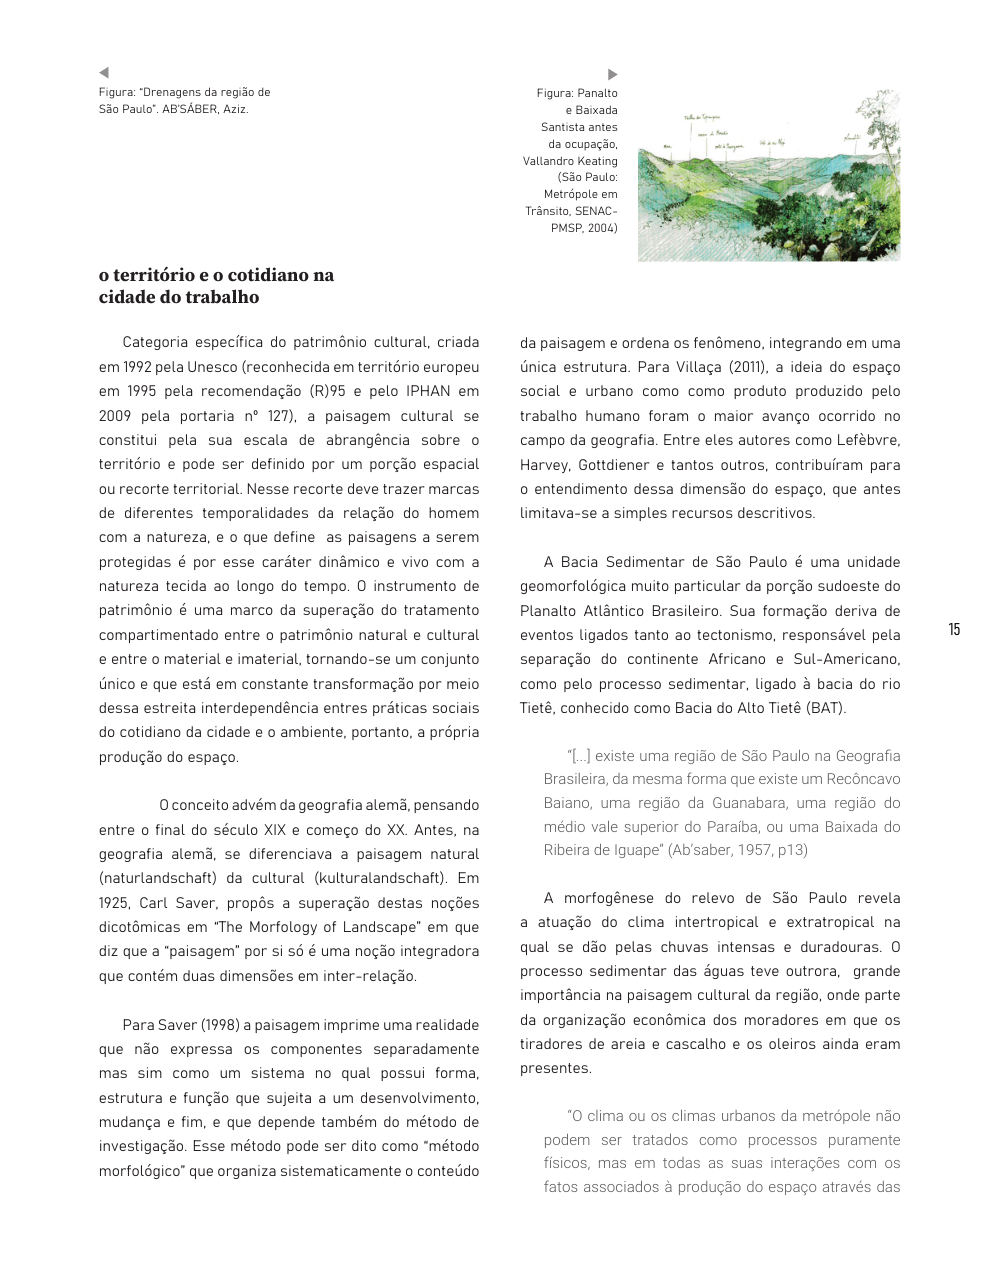 Figura: “Drenagens da região de
São Paulo”. AB’SÁBER, Aziz.
Figura: Panalto
e Baixada
Santista antes
da ocupação,
Vallandro Keating
(São Paulo:
Metrópole em
Trânsito, SENAC-
PMSP, 2004)
o território e o cotidiano na
cidade do trabalho
Categoria específica do patrimônio cultural, criada
em 1992 pela Unesco (reconhecida em território europeu
em 1995 pela recomendação (R)95 e pelo IPHAN em
2009 pela portaria nº 127), a paisagem cultural se
constitui pela sua escala de abrangência sobre o
território e pode ser definido por um porção espacial
ou recorte territorial. Nesse recorte deve trazer marcas
de diferentes temporalidades da relação do homem
com a natureza, e o que define as paisagens a serem
protegidas é por esse caráter dinâmico e vivo com a
natureza tecida ao longo do tempo. O instrumento de
patrimônio é uma marco da superação do tratamento
compartimentado entre o patrimônio natural e cultural
e entre o material e imaterial, tornando-se um conjunto
único e que está em constante transformação por meio
dessa estreita interdependência entres práticas sociais
do cotidiano da cidade e o ambiente, portanto, a própria
produção do espaço.
O conceito advém da geografia alemã, pensando
entre o final do século XIX e começo do XX. Antes, na
geografia alemã, se diferenciava a paisagem natural
(naturlandschaft) da cultural (kulturalandschaft). Em
1925, Carl Saver, propôs a superação destas noções
dicotômicas em “The Morfology of Landscape” em que
diz que a “paisagem” por si só é uma noção integradora
que contém duas dimensões em inter-relação.
Para Saver (1998) a paisagem imprime uma realidade
que não expressa os componentes separadamente
mas sim como um sistema no qual possui forma,
estrutura e função que sujeita a um desenvolvimento,
mudança e fim, e que depende também do método de
investigação. Esse método pode ser dito como “método
morfológico” que organiza sistematicamente o conteúdo
da paisagem e ordena os fenômeno, integrando em uma
única estrutura. Para Villaça (2011), a ideia do espaço
social e urbano como como produto produzido pelo
trabalho humano foram o maior avanço ocorrido no
campo da geografia. Entre eles autores como Lefèbvre,
Harvey, Gottdiener e tantos outros, contribuíram para
o entendimento dessa dimensão do espaço, que antes
limitava-se a simples recursos descritivos.
A Bacia Sedimentar de São Paulo é uma unidade
geomorfológica muito particular da porção sudoeste do
Planalto Atlântico Brasileiro. Sua formação deriva de
eventos ligados tanto ao tectonismo, responsável pela
separação do continente Africano e Sul-Americano,
como pelo processo sedimentar, ligado à bacia do rio
Tietê, conhecido como Bacia do Alto Tietê (BAT).
“[...] existe uma região de São Paulo na Geografia
Brasileira, da mesma forma que existe um Recôncavo
Baiano, uma região da Guanabara, uma região do
médio vale superior do Paraíba, ou uma Baixada do
Ribeira de Iguape” (Ab’saber, 1957, p13)
A morfogênese do relevo de São Paulo revela
a atuação do clima intertropical e extratropical na
qual se dão pelas chuvas intensas e duradouras. O
processo sedimentar das águas teve outrora, grande
importância na paisagem cultural da região, onde parte
da organização econômica dos moradores em que os
tiradores de areia e cascalho e os oleiros ainda eram
presentes.
“O clima ou os climas urbanos da metrópole não
podem ser tratados como processos puramente
físicos, mas em todas as suas interações com os
fatos associados à produção do espaço através das
15